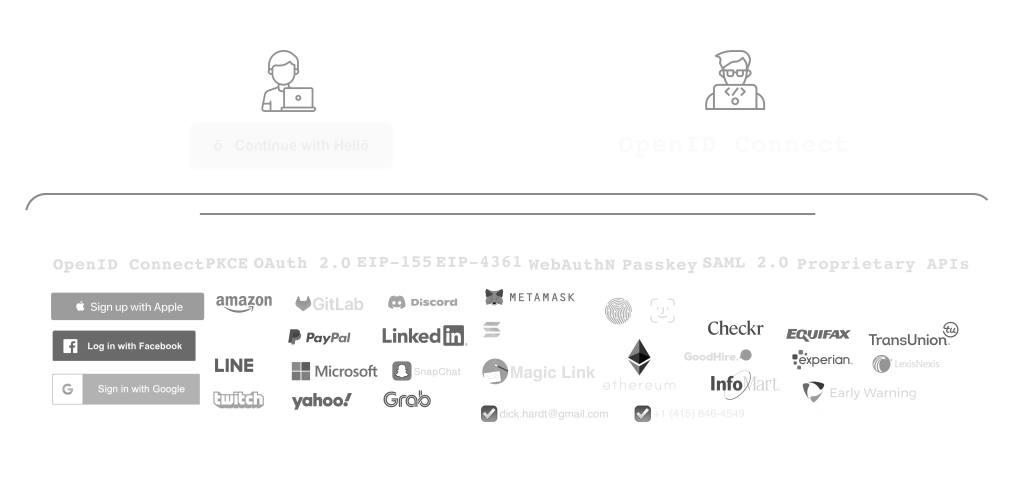 ō Continue with Hellō
OpenID Connect
OpenID Connect PKCE OAuth 2.0 EIP-155 EIP-4361 WebAuthN Passkey SAML 2.0 Proprietary APIs
Sign up with Apple
amazon
GitLab
Discord
METAMASK
Log in with Facebook
PayPal
Linked in
Checkr
EQUIFAX
TransUnion
tu
LINE
Microsoft
SnapChat
Magic Link
ethereum
GoodHire.
experian.
LexisNexis
G Sign in with Google
twitch
yahoo!
Grab
InfoMart
Early Warning
dick.hardt@gmail.com
+1 (415) 846-4549